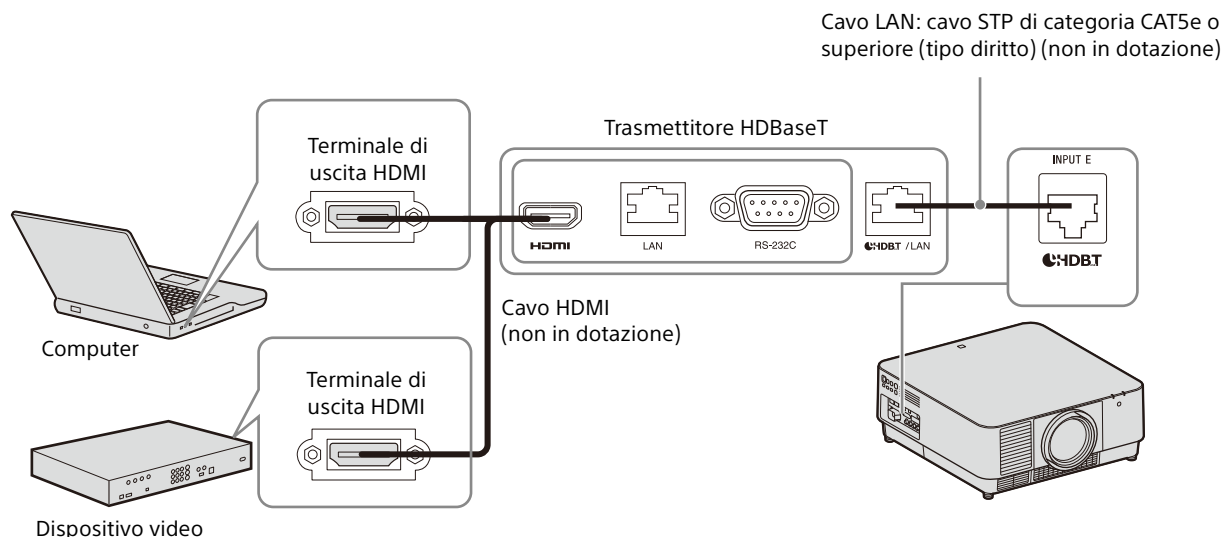 Cavo LAN: cavo STP di categoria CAT5e o
superiore (tipo diritto) (non in dotazione)
Trasmettitore HDBaseT
Terminale di
uscita HDMI
INPUT E
HDMI
LAN
RS-232C
HDBT / LAN
HDBT
Cavo HDMI
(non in dotazione)
Computer
Terminale di
uscita HDMI
Dispositivo video